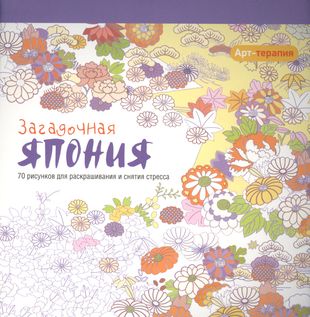 Арт-терапия
Загадочная
ЯПОНИЯ
70 рисунков для раскрашивания и снятия стресса